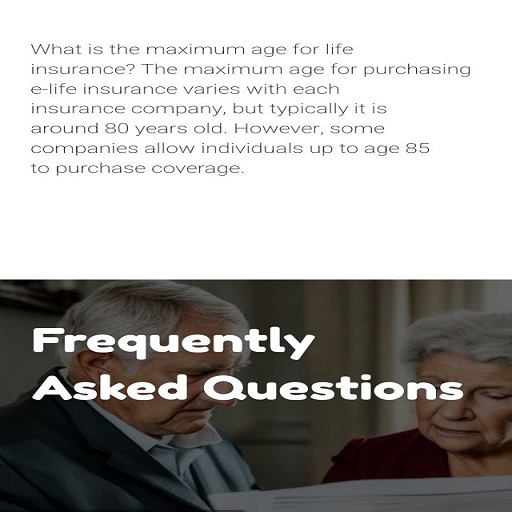 What is the maximum age for life
insurance? The maximum age for purchasing
e-life insurance varies with each
insurance company, but typically it is
around 80 years old. However, some
companies allow individuals up to age 85
to purchase coverage.
Frequently
Asked Questions